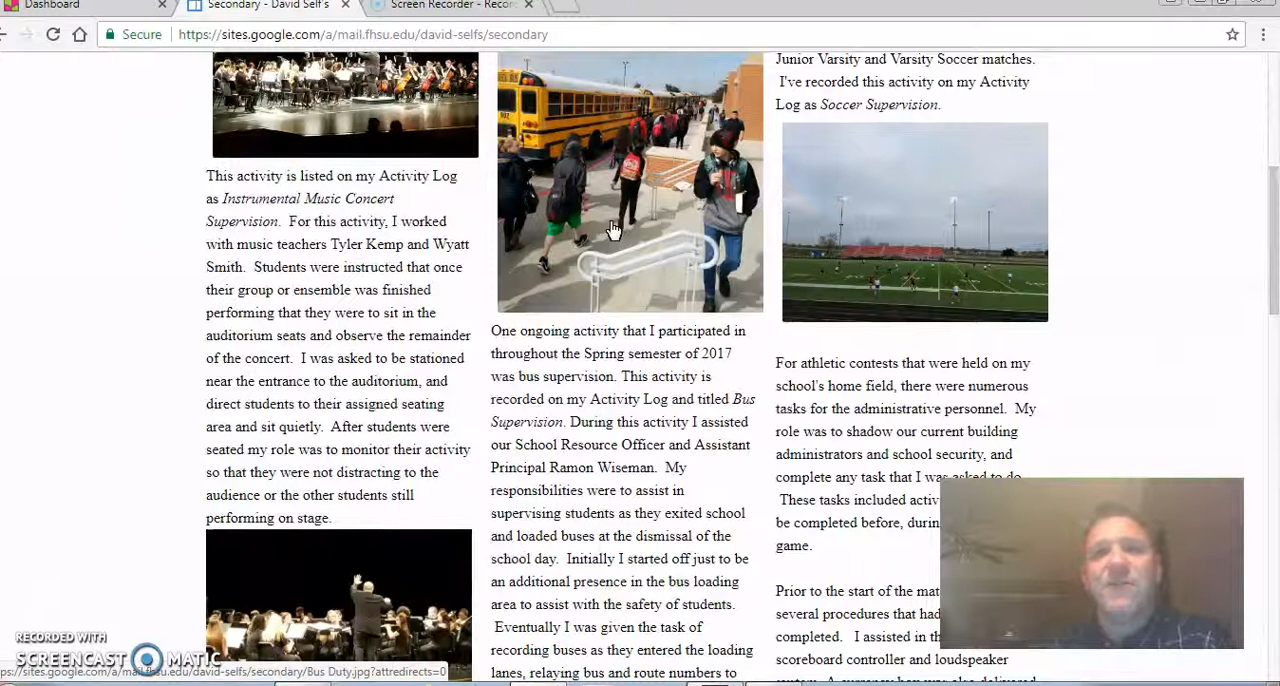 Dashboard
Secondary - David Self's
Screen Recorder - Recor
Secure
https://sites.google.com/a/mail.fhsu.edu/david-selfs/secondary
This activity is listed on my Activity Log
as Instrumental Music Concert
Supervision. For this activity, I worked
with music teachers Tyler Kemp and Wyatt
Smith. Students were instructed that once
their group or ensemble was finished
performing that they were to sit in the
auditorium seats and observe the remainder
of the concert. I was asked to be stationed
near the entrance to the auditorium, and
direct students to their assigned seating
area and sit quietly. After students were
seated my role was to monitor their activity
so that they were not distracting to the
audience or the other students still
performing on stage.
One ongoing activity that I participated in
throughout the Spring semester of 2017
was bus supervision. This activity is
recorded on my Activity Log and titled Bus
Supervision. During this activity I assisted
our School Resource Officer and Assistant
Principal Ramon Wiseman. My
responsibilities were to assist in
supervising students as they exited school
and loaded buses at the dismissal of the
school day. Initially I started off just to be
an additional presence in the bus loading
area to assist with the safety of students.
Eventually I was given the task of
recording buses as they entered the loading
lanes, relaying bus and route numbers to
Junior Varsity and Varsity Soccer matches.
I've recorded this activity on my Activity
Log as Soccer Supervision.
For athletic contests that were held on my
school's home field, there were numerous
tasks for the administrative personnel. My
role was to shadow our current building
administrators and school security, and
complete any task that I was asked to do.
These tasks included activ
be completed before, durin
game.
Prior to the start of the mat
several procedures that had
completed. I assisted in th
scoreboard controller and loudspeaker
RECORDED WITH
SCREENCAST MATIC
ps://sites.google.com/a/mail.fhsu.edu/david-selfs/secondary/Bus Duty.jpg?attredirects=0